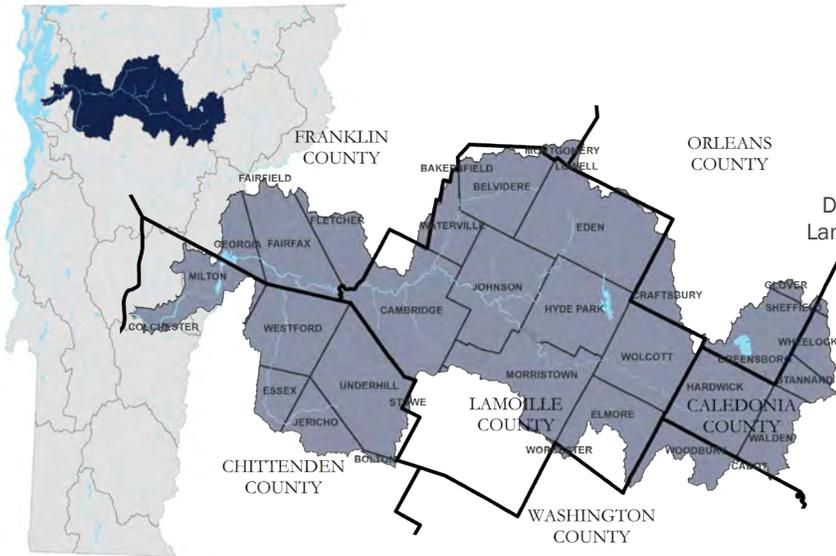 FRANKLIN
COUNTY
ORLEANS
COUNTY
MONTGOMERY
LOWELL
BAKERSFIELD
BELVIDERE
FAIRFIELD
FLETCHER
WATERVILLE
EDEN
GEORGIA
FAIRFAX
MILTON
JOHNSON
HYDE PARK
CRAFTSBURY
GLOVER
SHEFFIELD
COLCHESTER
CAMBRIDGE
WESTFORD
WOLCOTT
GREENSBORO
WHEELOCK
STANNARD
ESSEX
UNDERHILL
MORRISTOWN
HARDWICK
STOWE
LAMOILLE
COUNTY
ELMORE
CALEDONIA
COUNTY
JERICHO
WALDEN
BOLTON
WORCESTER
WOODBURY
CABOT
CHITTENDEN
COUNTY
WASHINGTON
COUNTY
D
Lar